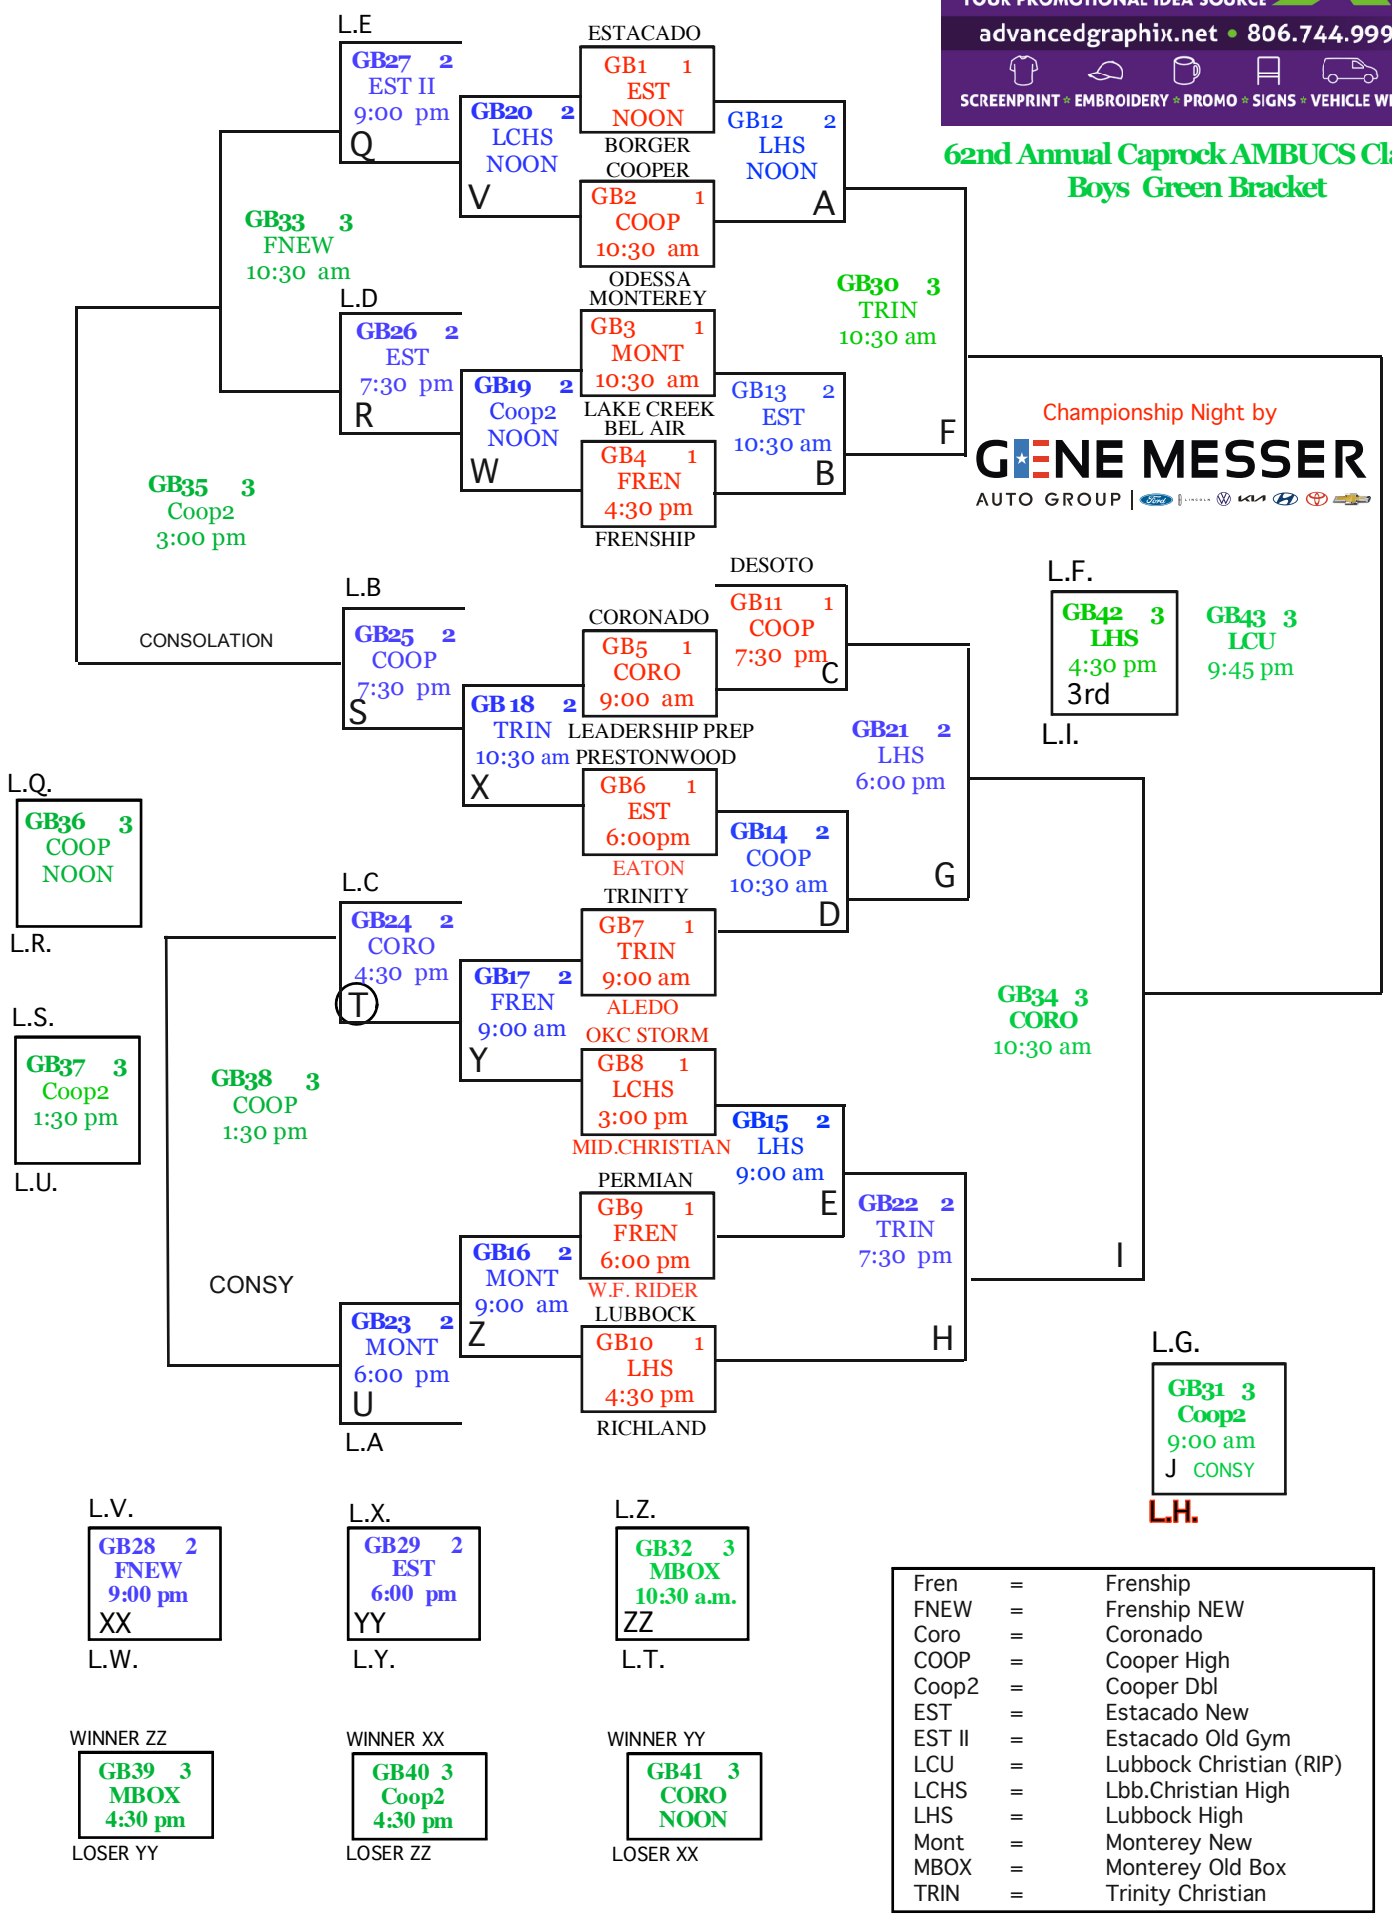 YOUR PROMOTIONAL IDEA SOURCE
advancedgraphix.net • 806.744.999
SCREENPRINT * EMBROIDERY * PROMO * SIGNS * VEHICLE
62nd Annual Caprock AMBUCS
Boys Green Bracket
L.E
GB27 2
EST II
9:00 pm
Q
GB20 2
LCHS
NOON
V
ESTACADO
GB1 1
EST
NOON
BORGER
COOPER
GB2 1
COOP
10:30 am
ODESSA
GB12 2
LHS
NOON
A
GB33 3
FNEW
10:30 am
L.D
GB26 2
EST
7:30 pm
R
GB19 2
Coop2
NOON
W
MONTEREY
GB3 1
MONT
10:30 am
LAKE CREEK
BEL AIR
GB4 1
FREN
4:30 pm
FRENSHIP
GB13 2
EST
10:30 am
B
GB30 3
TRIN
10:30 am
F
Championship Night by
GENE MESSER
AUTO GROUP
Ford
LINCOLN
GB35 3
Coop2
3:00 pm
CONSOLATION
L.B
GB25 2
COOP
7:30 pm
S
GB 18 2
TRIN
10:30 am
X
CORONADO
GB5 1
CORO
9:00 am
LEADERSHIP PREP
PRESTONWOOD
GB6 1
EST
6:00pm
EATON
DESOTO
GB11 1
COOP
7:30 pm
C
GB14 2
COOP
10:30 am
D
GB21 2
LHS
6:00 pm
G
L.F.
GB42 3
LHS
4:30 pm
3rd
L.I.
GB43 3
LCU
9:45 pm
L.Q.
GB36 3
COOP
NOON
L.R.
L.S.
GB37 3
Coop2
1:30 pm
L.U.
L.C
GB24 2
CORO
4:30 pm
T
GB17 2
FREN
9:00 am
Y
TRINITY
GB7 1
TRIN
9:00 am
ALEDO
OKC STORM
GB8 1
LCHS
3:00 pm
MID.CHRISTIAN
GB15 2
LHS
9:00 am
E
GB34 3
CORO
10:30 am
I
GB38 3
COOP
1:30 pm
CONSY
GB16 2
MONT
9:00 am
Z
PERMIAN
GB9 1
FREN
6:00 pm
W.F. RIDER
LUBBOCK
GB10 1
LHS
4:30 pm
RICHLAND
GB22 2
TRIN
7:30 pm
H
GB23 2
MONT
6:00 pm
U
L.A
L.G.
GB31 3
Coop2
9:00 am
J CONSY
L.H.
L.V.
GB28 2
FNEW
9:00 pm
XX
L.W.
L.X.
GB29 2
EST
6:00 pm
YY
L.Y.
L.Z.
GB32 3
MBOX
10:30 a.m.
ZZ
L.T.
WINNER ZZ
GB39 3
MBOX
4:30 pm
LOSER YY
WINNER XX
GB40 3
Coop2
4:30 pm
LOSER ZZ
WINNER YY
GB41 3
CORO
NOON
LOSER XX
Fren = Frenship
FNEW = Frenship NEW
Coro = Coronado
COOP = Cooper High
Coop2 = Cooper Dbl
EST = Estacado New
EST II = Estacado Old Gym
LCU = Lubbock Christian (RIP)
LCHS = Lbb.Christian High
LHS = Lubbock High
Mont = Monterey New
MBOX = Monterey Old Box
TRIN = Trinity Christian